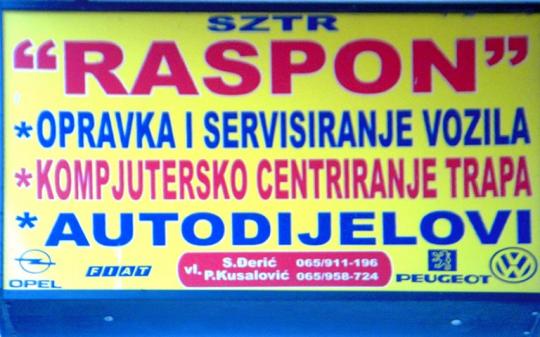 SZTR
“RASPON”
*OPRAVKA I SERVISIRANJE VOZILA
*KOMPJUTERSKO CENTRIRANJE TRAPA
*AUTODIJELOVI
OPEL
FIAT
vl. S.Đerić 065/911-196
P.Kusalović 065/958-724
PEUGEOT